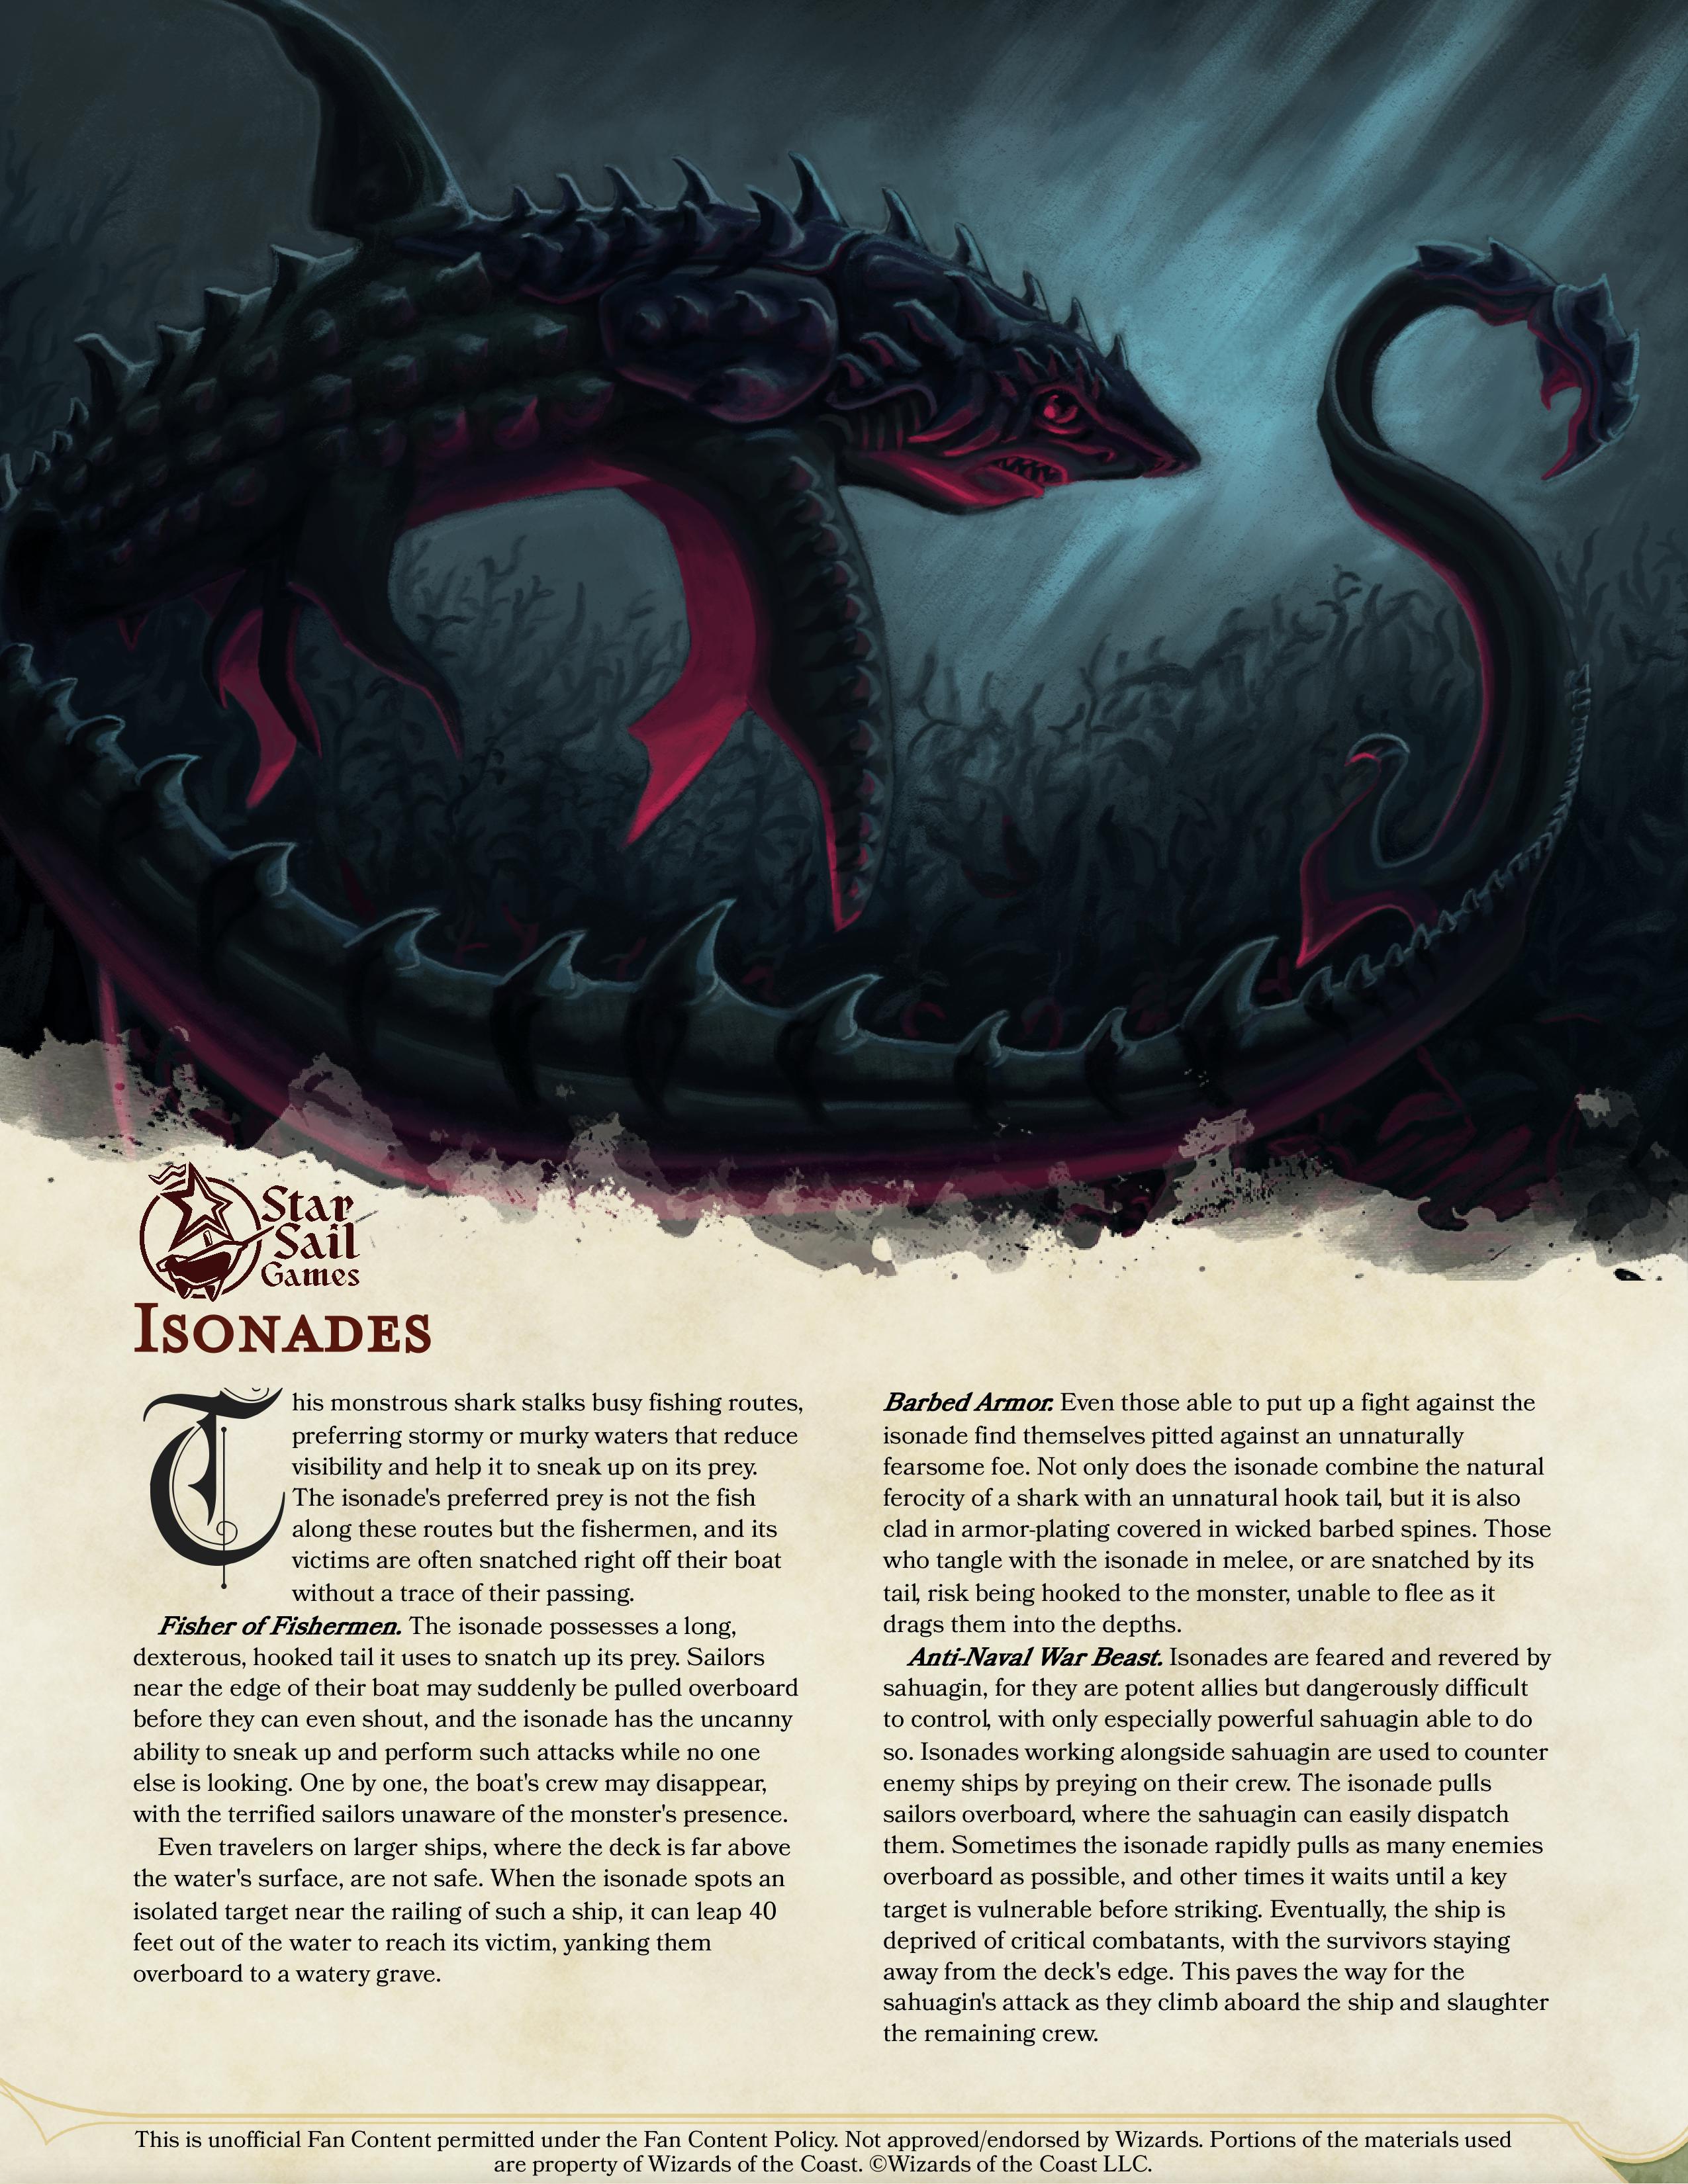 Star
Sail
Games
Isonades
This monstrous shark stalks busy fishing routes,
preferring stormy or murky waters that reduce
visibility and help it to sneak up on its prey.
The isonade's preferred prey is not the fish
along these routes but the fishermen, and its
victims are often snatched right off their boat
without a trace of their passing.
Fisher of Fishermen. The isonade possesses a long,
dexterous, hooked tail it uses to snatch up its prey. Sailors
near the edge of their boat may suddenly be pulled overboard
before they can even shout, and the isonade has the uncanny
ability to sneak up and perform such attacks while no one
else is looking. One by one, the boat's crew may disappear,
with the terrified sailors unaware of the monster's presence.
Even travelers on larger ships, where the deck is far above
the water's surface, are not safe. When the isonade spots an
isolated target near the railing of such a ship, it can leap 40
feet out of the water to reach its victim, yanking them
overboard to a watery grave.
Barbed Armor. Even those able to put up a fight against the
isonade find themselves pitted against an unnaturally
fearsome foe. Not only does the isonade combine the natural
ferocity of a shark with an unnatural hook tail, but it is also
clad in armor-plating covered in wicked barbed spines. Those
who tangle with the isonade in melee, or are snatched by its
tail, risk being hooked to the monster, unable to flee as it
drags them into the depths.
Anti-Naval War Beast. Isonades are feared and revered by
sahuagin, for they are potent allies but dangerously difficult
to control, with only especially powerful sahuagin able to do
so. Isonades working alongside sahuagin are used to counter
enemy ships by preying on their crew. The isonade pulls
sailors overboard, where the sahuagin can easily dispatch
them. Sometimes the isonade rapidly pulls as many enemies
overboard as possible, and other times it waits until a key
target is vulnerable before striking. Eventually, the ship is
deprived of critical combatants, with the survivors staying
away from the deck's edge. This paves the way for the
sahuagin's attack as they climb aboard the ship and slaughter
the remaining crew.
This is unofficial Fan Content permitted under the Fan Content Policy. Not approved/endorsed by Wizards. Portions of the materials used
are property of Wizards of the Coast. ©Wizards of the Coast LLC.